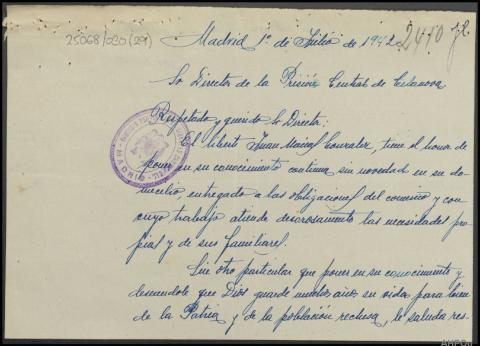 25068/020 (29)
Madrid 1º de Julio de 1942
2410
Sr Director de la Prisión Central de Celanova
Respetado y querido Sr Director:
El liberto Juan Macias Gonzalez, tiene el honor de
poner en su conocimiento continua sin novedad en su do-
micilio, entregado a las obligaciones del comercio y con
cuyo trabajo atiende decorosamente las necesidades pro-
pias y de sus familiares.
Sin otro particular que poner en su conocimiento y
deseandole que Dios guarde muchos años su vida para bien
de la Patria y de la población reclusa, le saluda res-
AHPOu